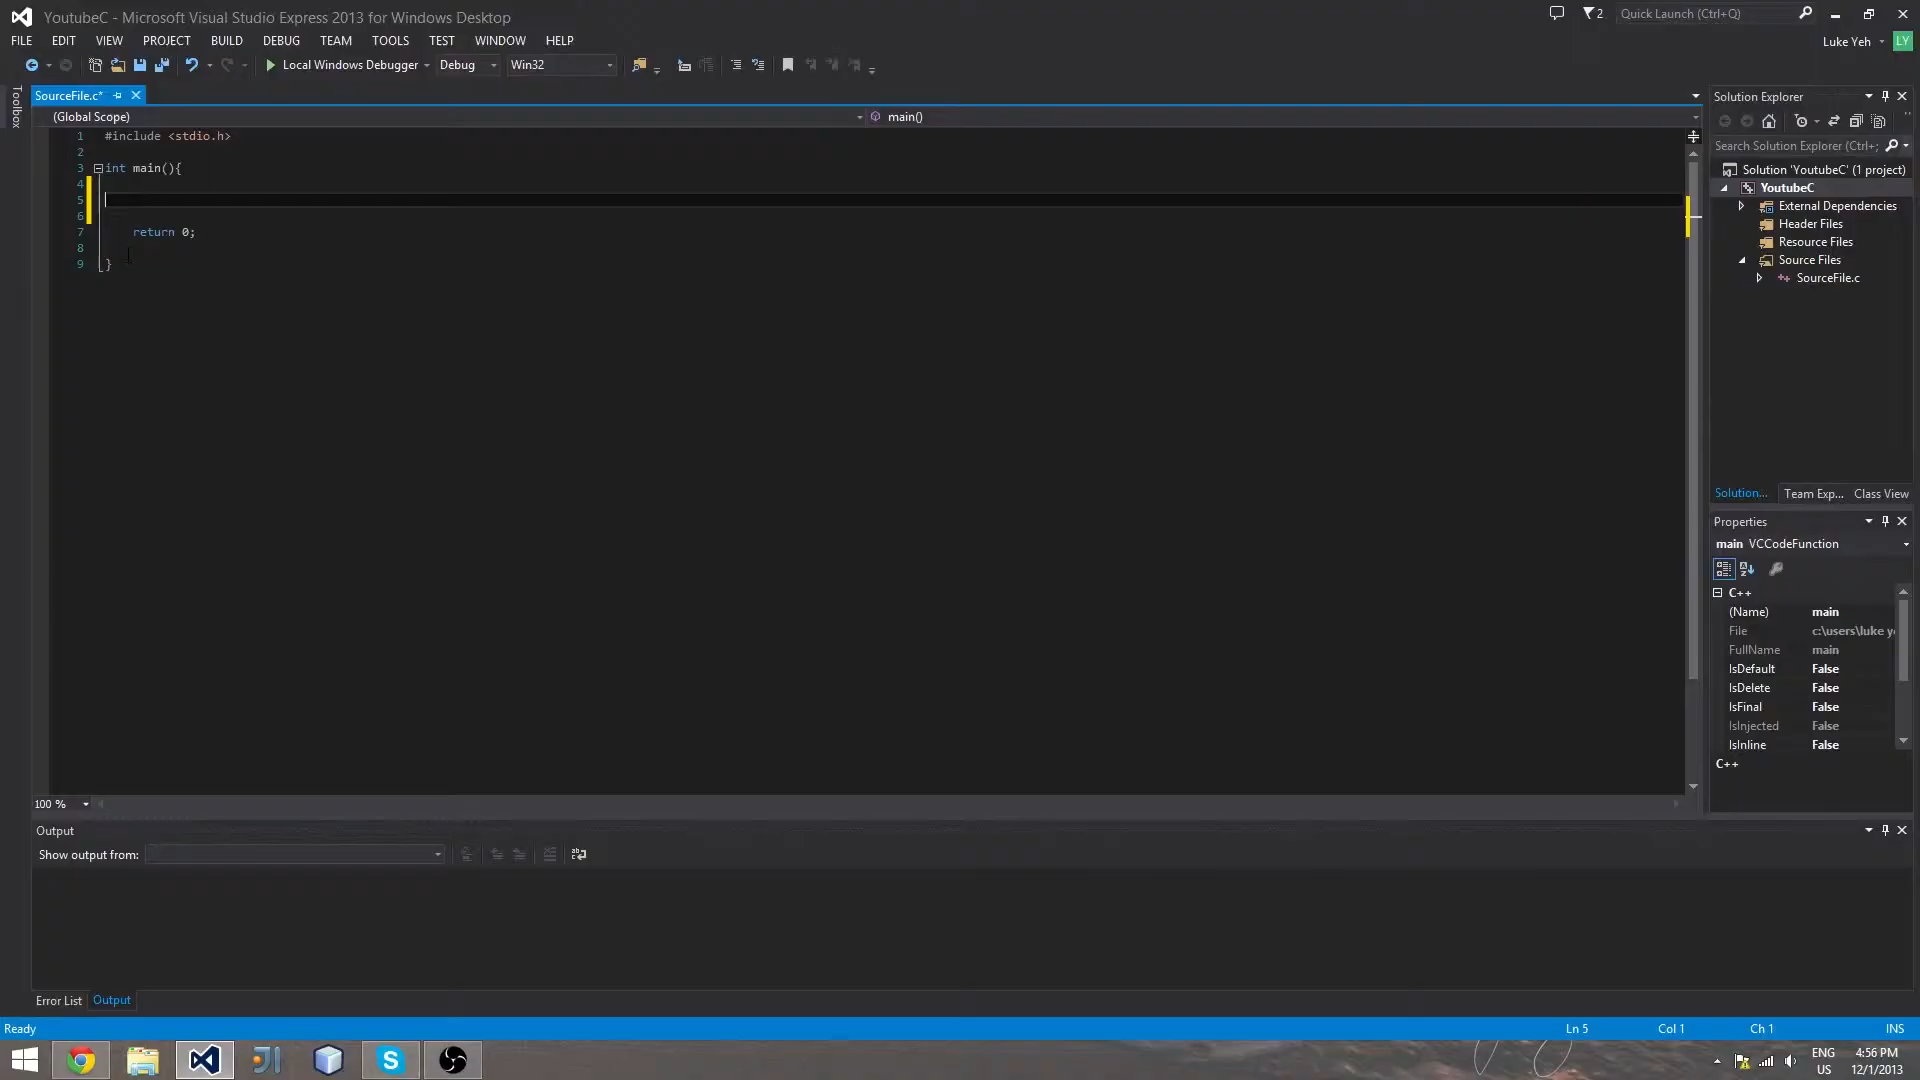 YoutubeC - Microsoft Visual Studio Express 2013 for Windows Desktop
2
Quick Launch (Ctrl+Q)
FILE EDIT VIEW PROJECT BUILD DEBUG TEAM TOOLS TEST WINDOW HELP
Luke Yeh LY
Local Windows Debugger Debug Win32
Toolbox
SourceFile.c*
(Global Scope) main()
1 #include <stdio.h>
2
3 int main(){
4
5
6
7 return 0;
8
9 }
100 %
Solution Explorer
Search Solution Explorer (Ctrl+;
Solution 'YoutubeC' (1 project)
YoutubeC
External Dependencies
Header Files
Resource Files
Source Files
SourceFile.c
Solution... Team Exp... Class View
Properties
main VCCodeFunction
C++
(Name) main
File c:\users\luke ye
FullName main
IsDefault False
IsDelete False
IsFinal False
IsInjected False
IsInline False
C++
Output
Show output from:
Error List Output
Ready Ln 5 Col 1 Ch 1 INS
ENG 4:56 PM
US 12/1/2013